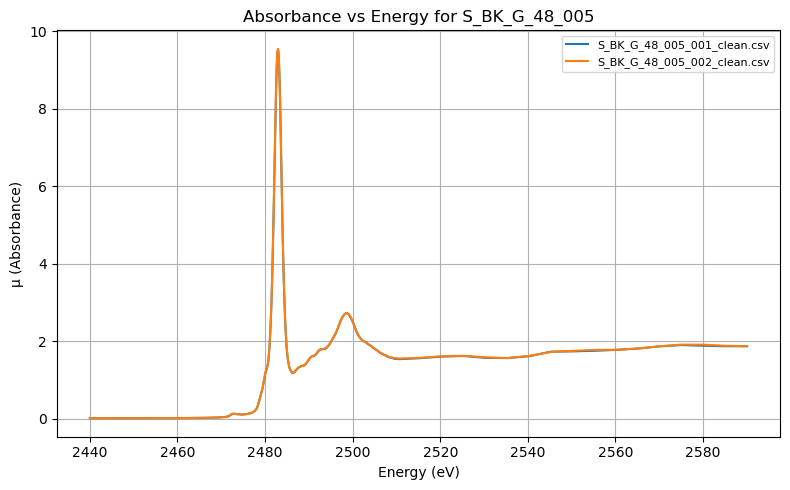 Absorbance vs Energy for S_BK_G_48_005
S_BK_G_48_005_001_clean.csv
S_BK_G_48_005_002_clean.csv
μ (Absorbance)
10
8
6
4
2
0
2440 2460 2480 2500 2520 2540 2560 2580
Energy (eV)